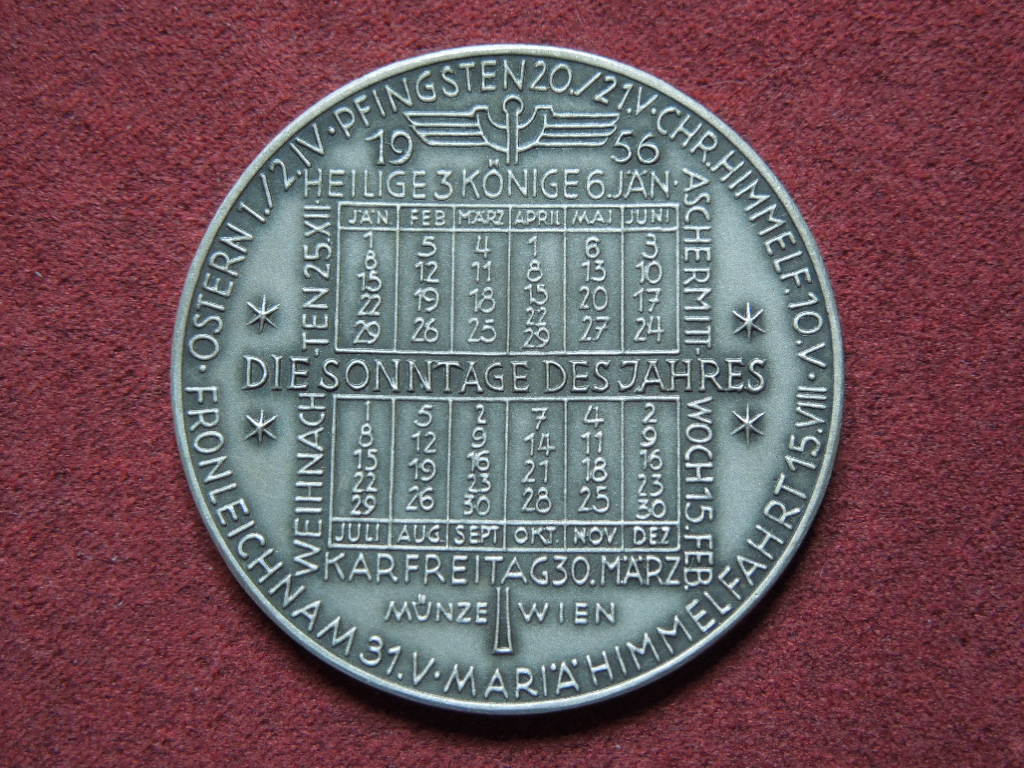 OSTERN 1./2.IV · PFINGSTEN 20./21.V · CHR.HIMMELF. 10.V · MARIÄ HIMMELFAHRT 15.VIII · FRONLEICHNAM 31.V ·
19 56
HEILIGE 3 KÖNIGE 6.JÄN·
ASCHERMITT-
WOCH 15.FEB.
WEIHNACH
TEN 25.XII·
JÄN FEB MÄRZ APRIL MAI JUNI
1 5 4 1 6 3
8 12 11 8 13 10
15 19 18 15 20 17
22 26 25 22 27 24
29 29
DIE SONNTAGE DES JAHRES
1 5 2 7 4 2
8 12 9 14 11 9
15 19 16 21 18 16
22 26 23 28 25 23
29 30 30
JULI AUG. SEPT OKT. NOV. DEZ
KARFREITAG 30.MÄRZ
MÜNZE WIEN